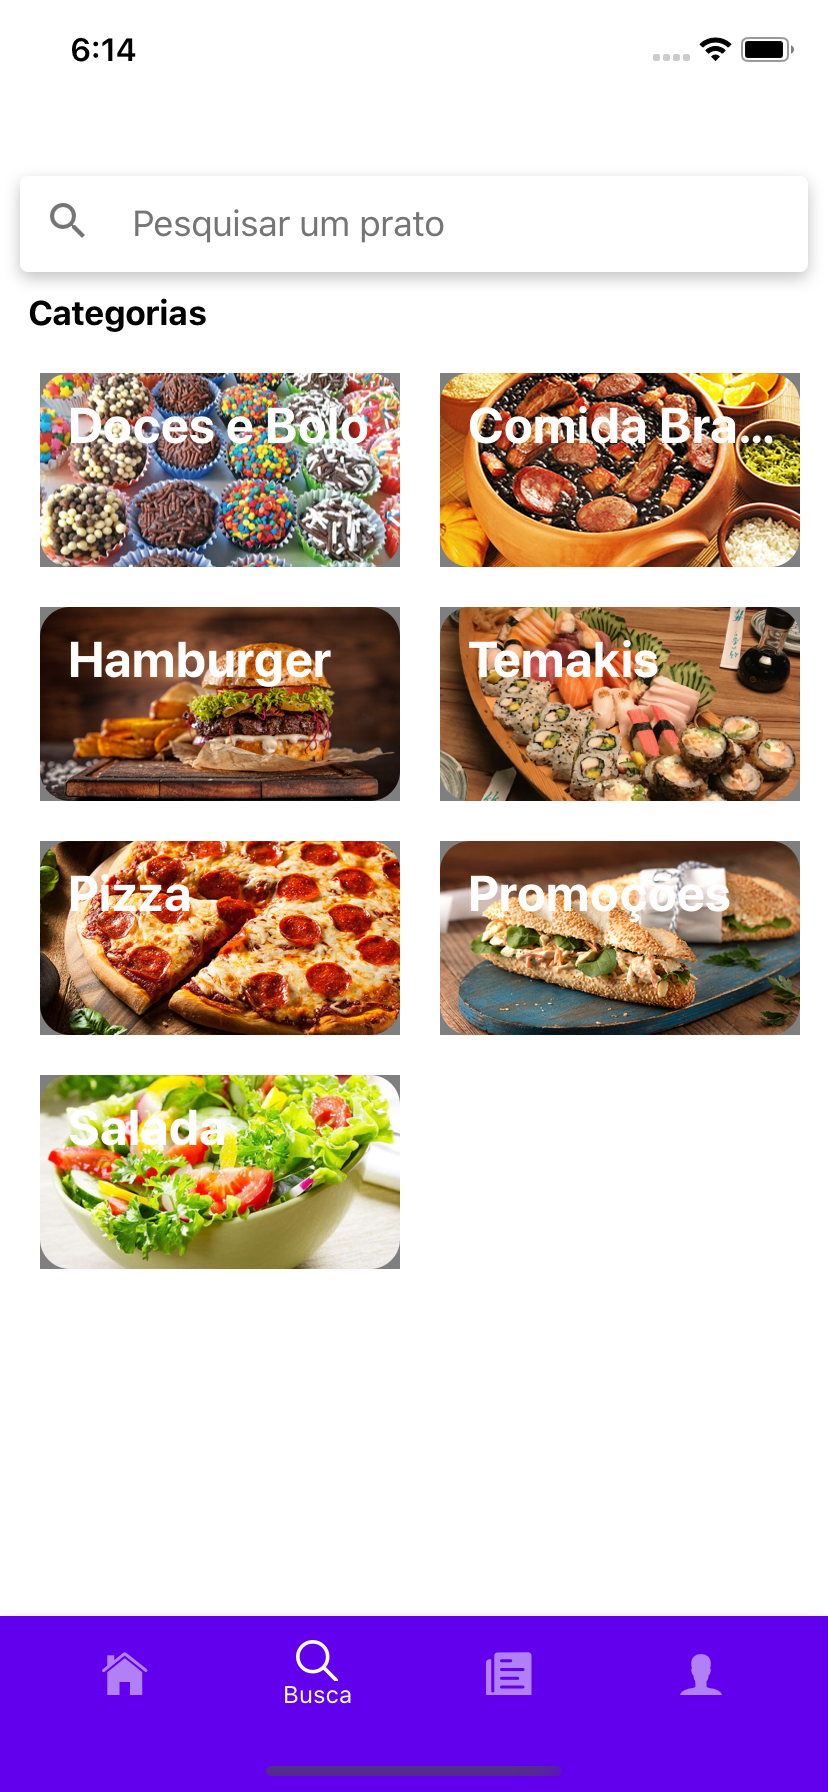 6:14
Pesquisar um prato
Categorias
Doces e Bolo
Comida Bra...
Hamburger
Temakis
Pizza
Promoções
Salada
Busca